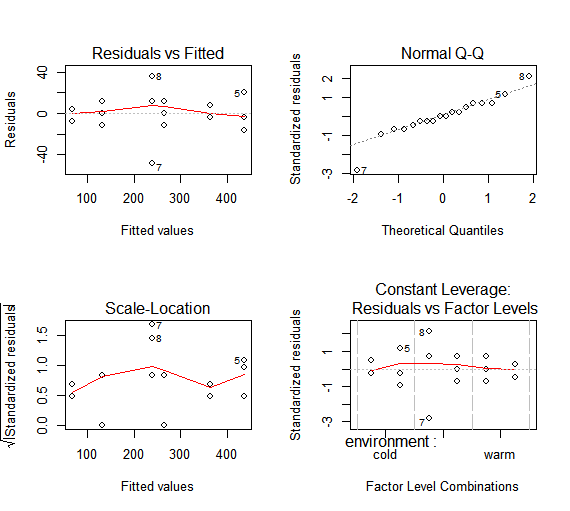 Residuals vs Fitted
Residuals
40
0
-40
8
5
7
100 200 300 400
Fitted values
Normal Q-Q
Standardized residuals
2
-1
-3
8
5
7
-2 -1 0 1 2
Theoretical Quantiles
Scale-Location
√|Standardized residuals|
1.5
1.0
0.5
0.0
7
8
5
100 200 300 400
Fitted values
Constant Leverage:
Residuals vs Factor Levels
Standardized residuals
1
-1
-3
8
5
7
environment :
cold warm
Factor Level Combinations